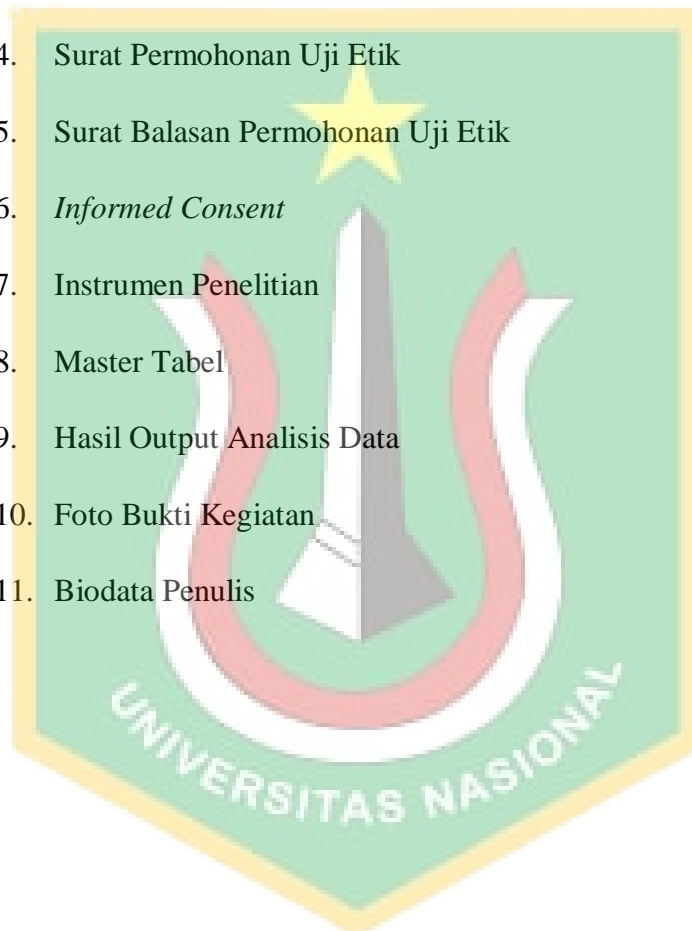 4. Surat Permohonan Uji Etik
5. Surat Balasan Permohonan Uji Etik
6. Informed Consent
7. Instrumen Penelitian
8. Master Tabel
9. Hasil Output Analisis Data
10. Foto Bukti Kegiatan
11. Biodata Penulis
UNIVERSITAS NASIONAL